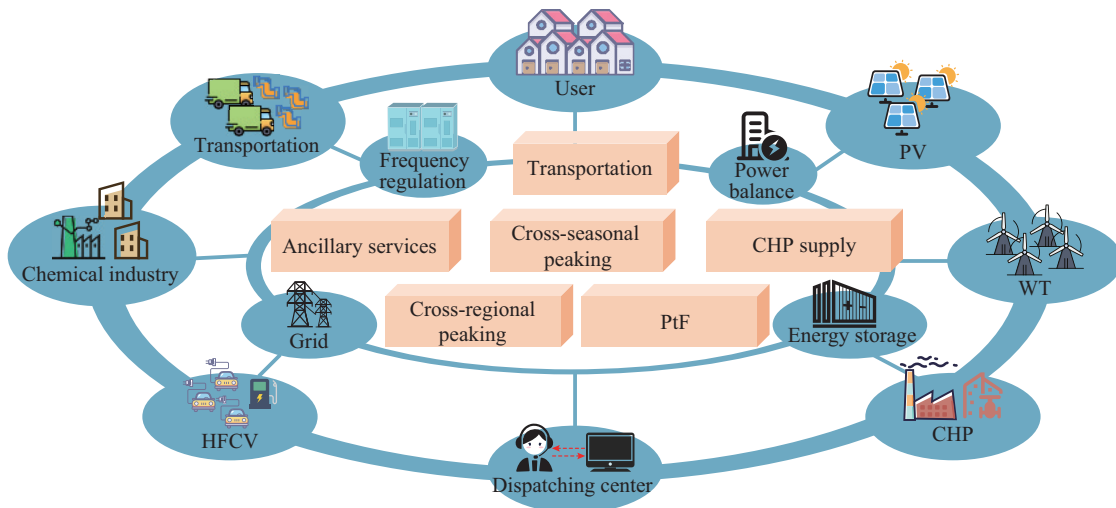 User
Transportation
PV
Frequency
regulation
Transportation
Power
balance
Chemical industry
Ancillary services
Cross-seasonal
peaking
CHP supply
WT
Grid
Cross-regional
peaking
PtF
Energy storage
HFCV
CHP
Dispatching center